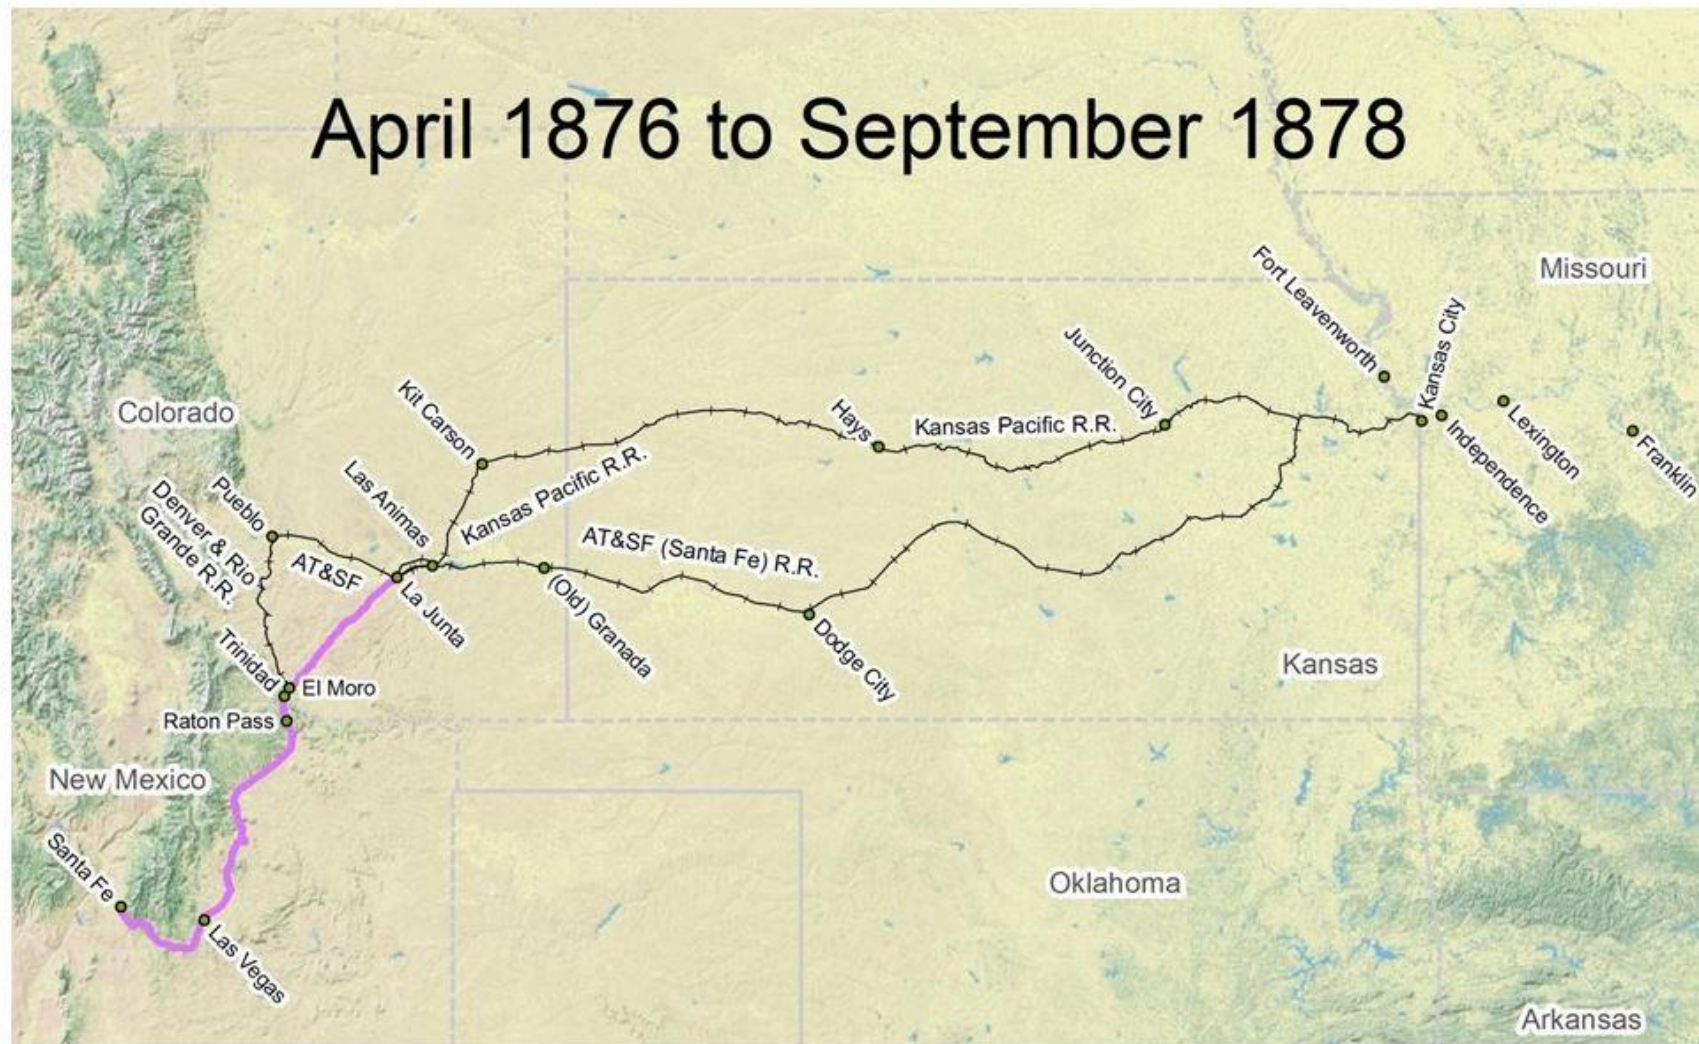 April 1876 to September 1878
Missouri
Fort Leavenworth
Kansas City
Junction City
Independence
Lexington
Franklin
Colorado
Kit Carson
Hays
Kansas Pacific R.R.
Kansas Pacific R.R.
Las Animas
Pueblo
Denver & Rio
Grande R.R.
AT&SF
AT&SF (Santa Fe) R.R.
La Junta
(Old) Granada
Dodge City
Kansas
Trinidad
El Moro
Raton Pass
New Mexico
Santa Fe
Las Vegas
Oklahoma
Arkansas